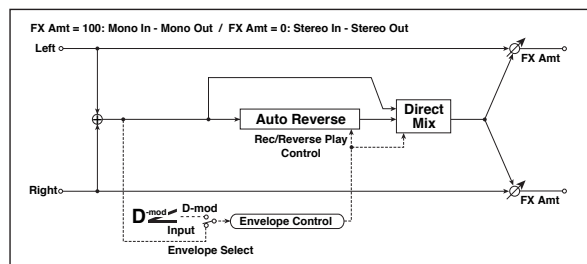 FX Amt = 100: Mono In - Mono Out / FX Amt = 0: Stereo In - Stereo Out
Left
FX Amt
Auto Reverse
Direct
Mix
Rec/Reverse Play
Control
Right
FX Amt
D-mod
D-mod
Input
Envelope Control
Envelope Select